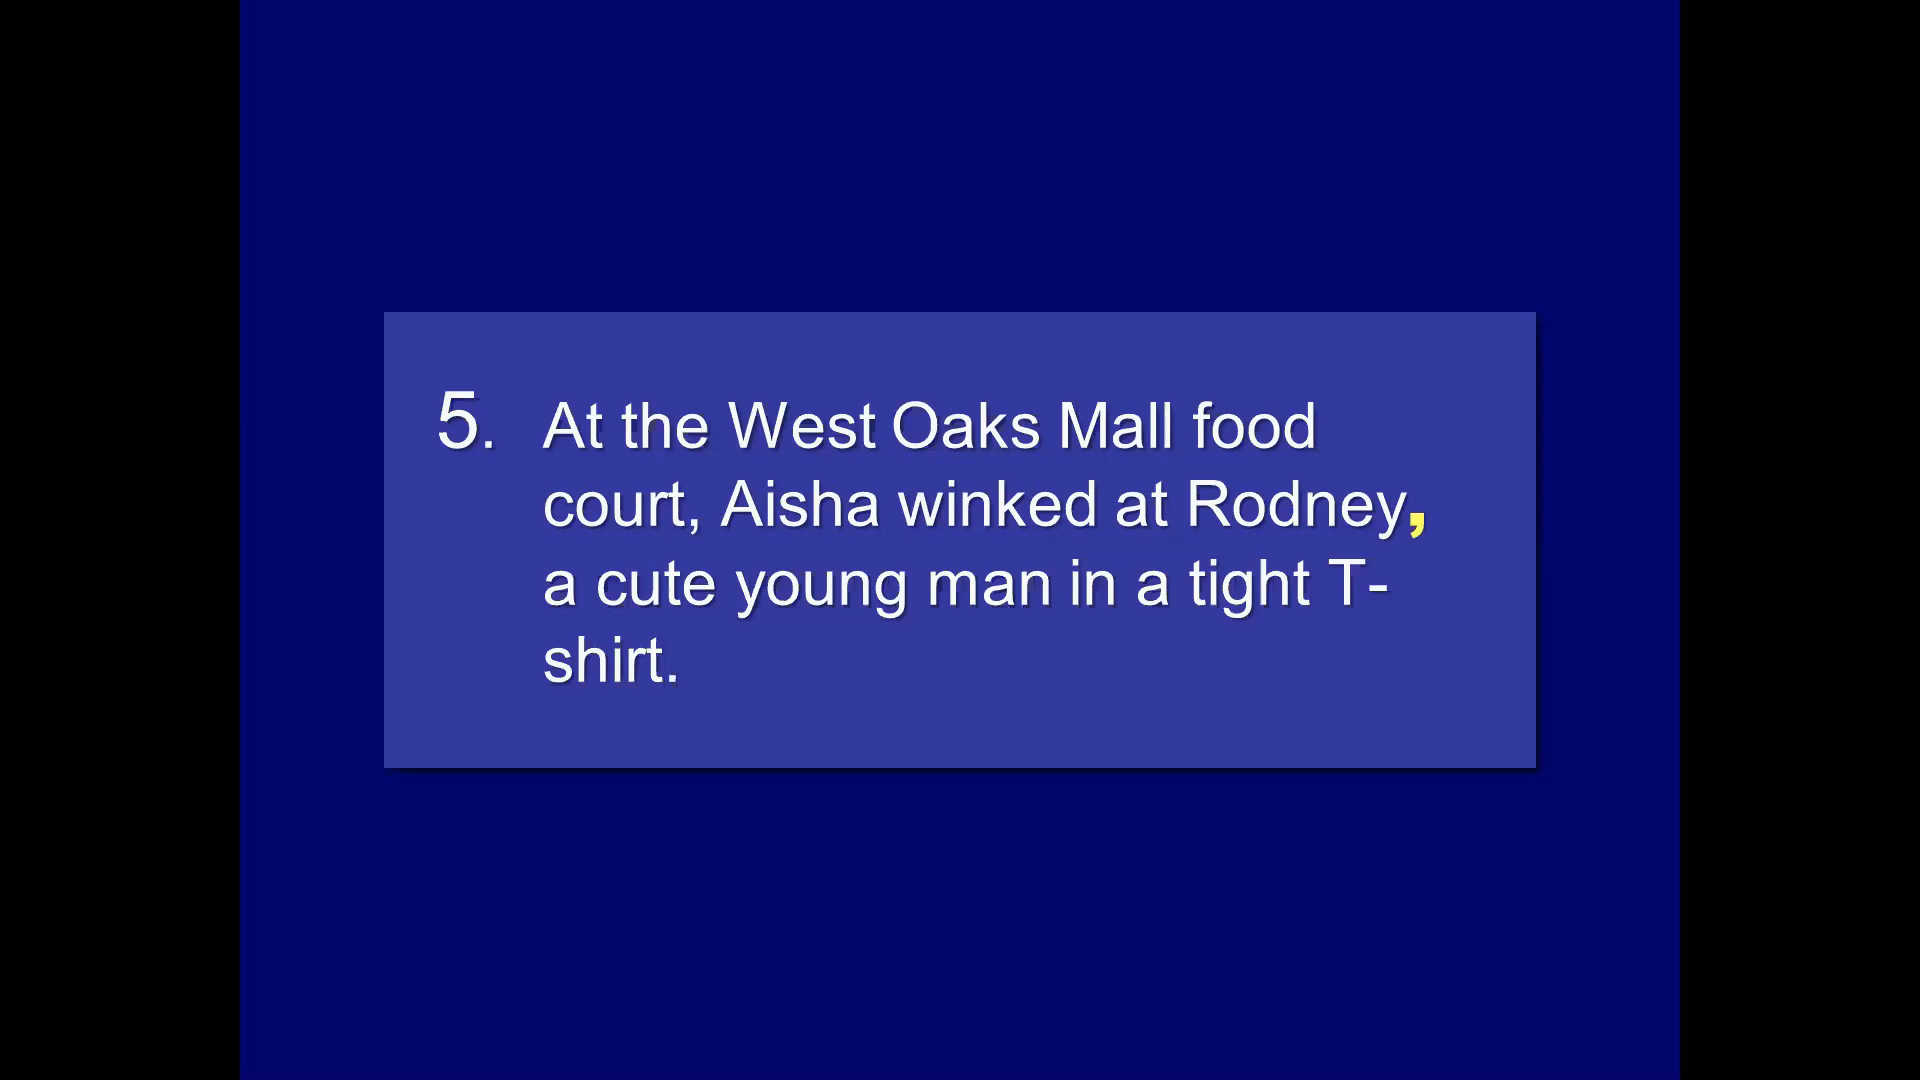 5. At the West Oaks Mall food
court, Aisha winked at Rodney,
a cute young man in a tight T-
shirt.